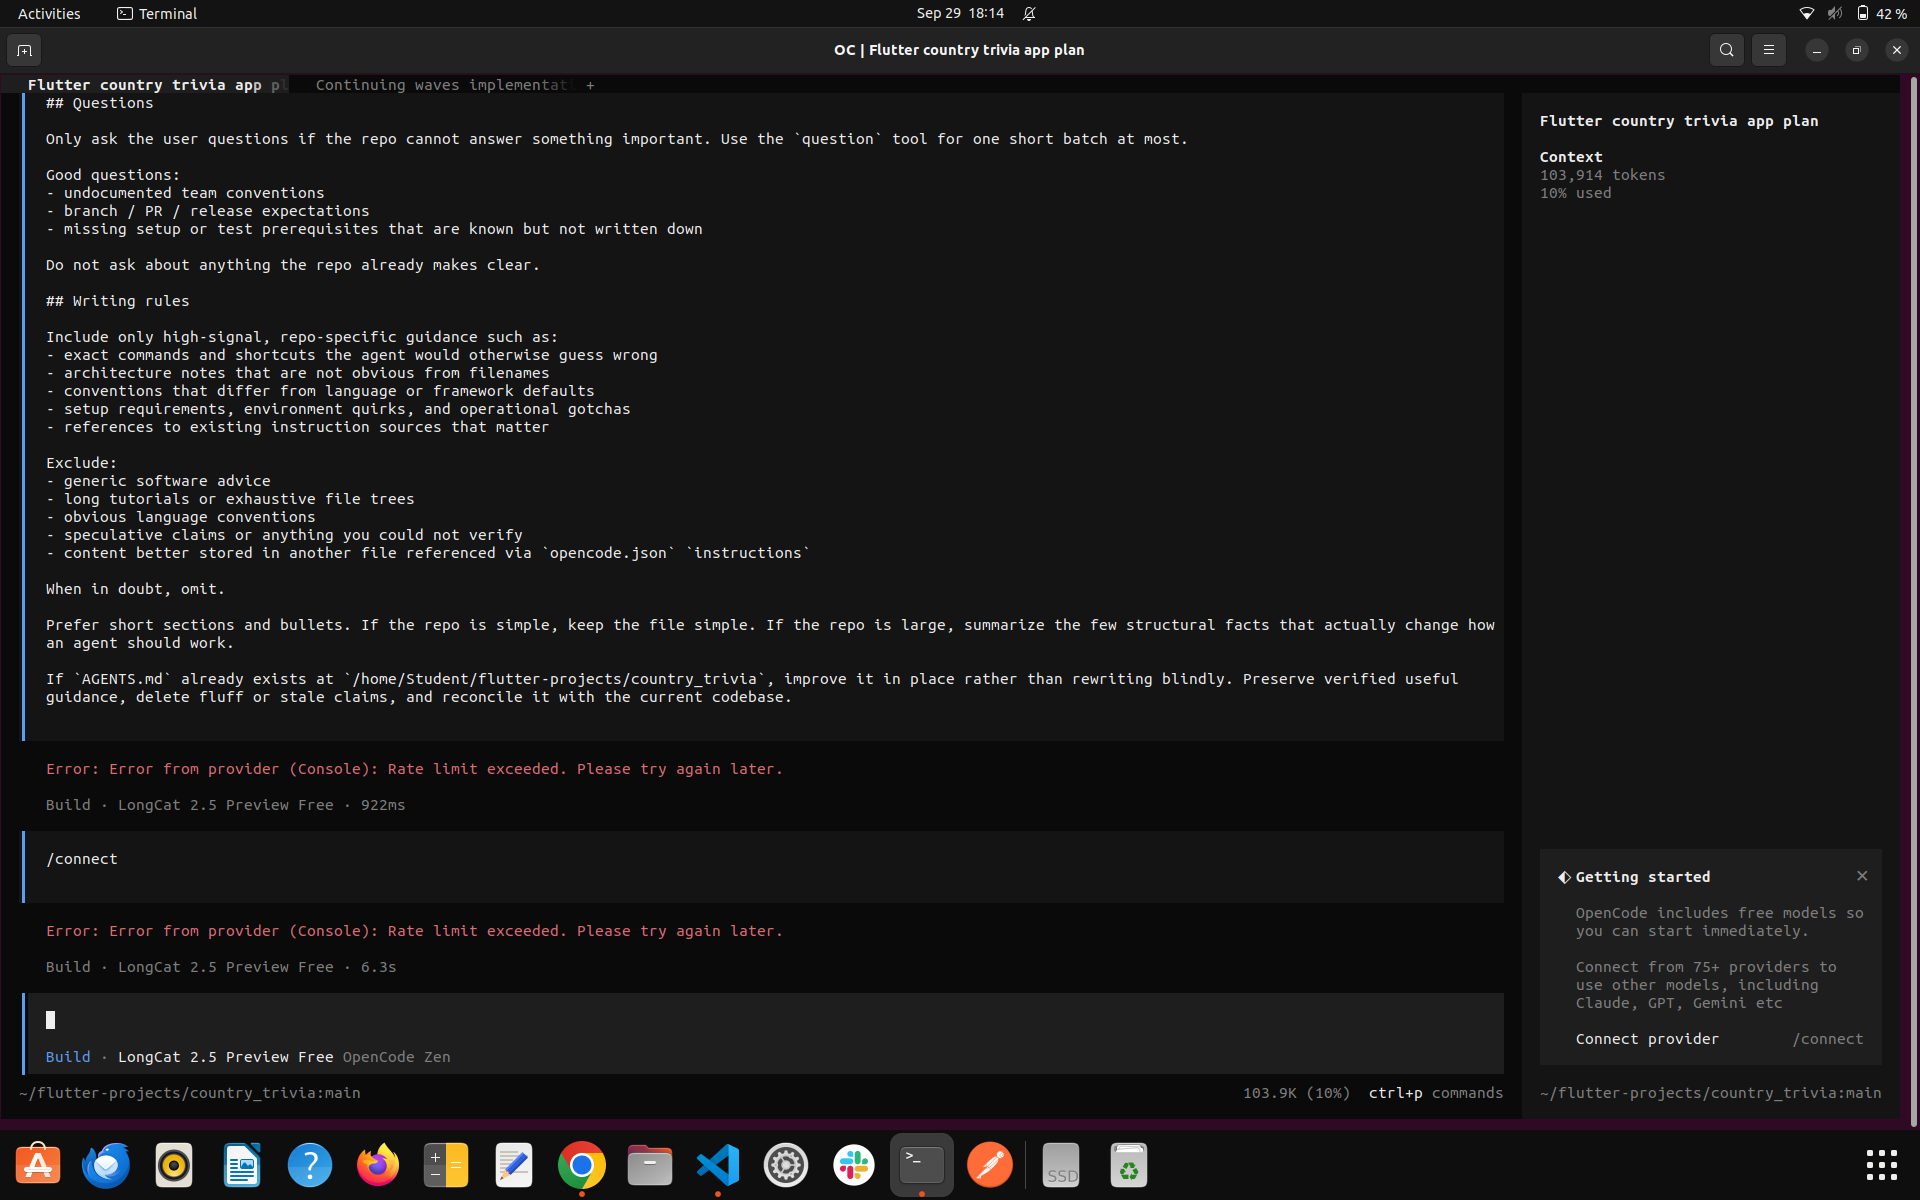 Activities
Terminal
Sep 29 18:14
42 %
OC | Flutter country trivia app plan
Flutter country trivia app pl
Continuing waves implementat +
## Questions
Only ask the user questions if the repo cannot answer something important. Use the `question` tool for one short batch at most.
Good questions:
- undocumented team conventions
- branch / PR / release expectations
- missing setup or test prerequisites that are known but not written down
Do not ask about anything the repo already makes clear.
## Writing rules
Include only high-signal, repo-specific guidance such as:
- exact commands and shortcuts the agent would otherwise guess wrong
- architecture notes that are not obvious from filenames
- conventions that differ from language or framework defaults
- setup requirements, environment quirks, and operational gotchas
- references to existing instruction sources that matter
Exclude:
- generic software advice
- long tutorials or exhaustive file trees
- obvious language conventions
- speculative claims or anything you could not verify
- content better stored in another file referenced via `opencode.json` `instructions`
When in doubt, omit.
Prefer short sections and bullets. If the repo is simple, keep the file simple. If the repo is large, summarize the few structural facts that actually change how
an agent should work.
If `AGENTS.md` already exists at `/home/Student/flutter-projects/country_trivia`, improve it in place rather than rewriting blindly. Preserve verified useful
guidance, delete fluff or stale claims, and reconcile it with the current codebase.
Error: Error from provider (Console): Rate limit exceeded. Please try again later.
Build · LongCat 2.5 Preview Free · 922ms
/connect
Error: Error from provider (Console): Rate limit exceeded. Please try again later.
Build · LongCat 2.5 Preview Free · 6.3s
Build · LongCat 2.5 Preview Free OpenCode Zen
~/flutter-projects/country_trivia:main
103.9K (10%) ctrl+p commands
Flutter country trivia app plan
Context
103,914 tokens
10% used
Getting started
OpenCode includes free models so
you can start immediately.
Connect from 75+ providers to
use other models, including
Claude, GPT, Gemini etc
Connect provider /connect
~/flutter-projects/country_trivia:main
SSD